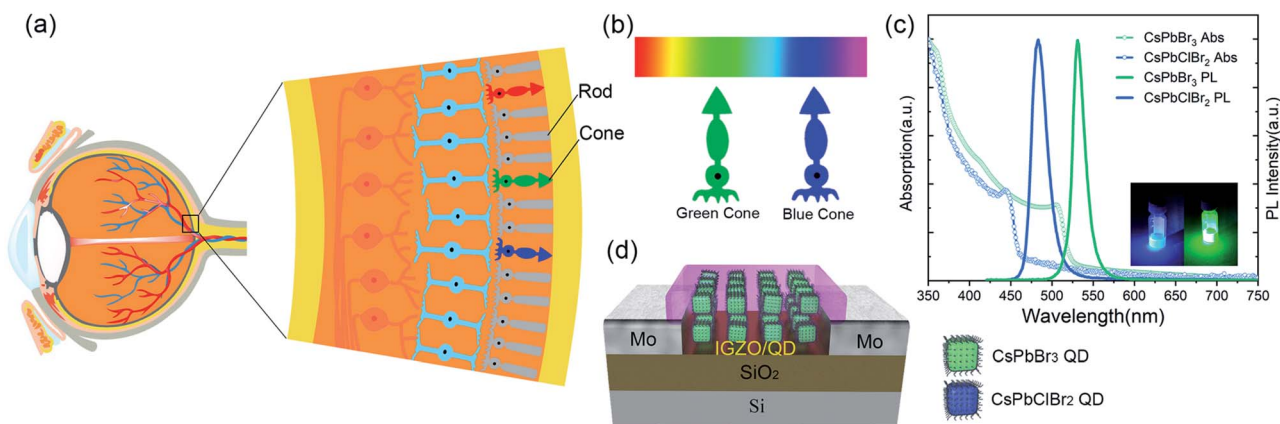 (a)
Rod
Cone
(b)
Green Cone
Blue Cone
(c)
Absorption(a.u.)
PL Intensity(a.u.)
CsPbBr₃ Abs
CsPbClBr₂ Abs
CsPbBr₃ PL
CsPbClBr₂ PL
350 400 450 500 550 600 650 700 750
Wavelength(nm)
(d)
Mo
Mo
IGZO/QD
SiO₂
Si
CsPbBr₃ QD
CsPbClBr₂ QD